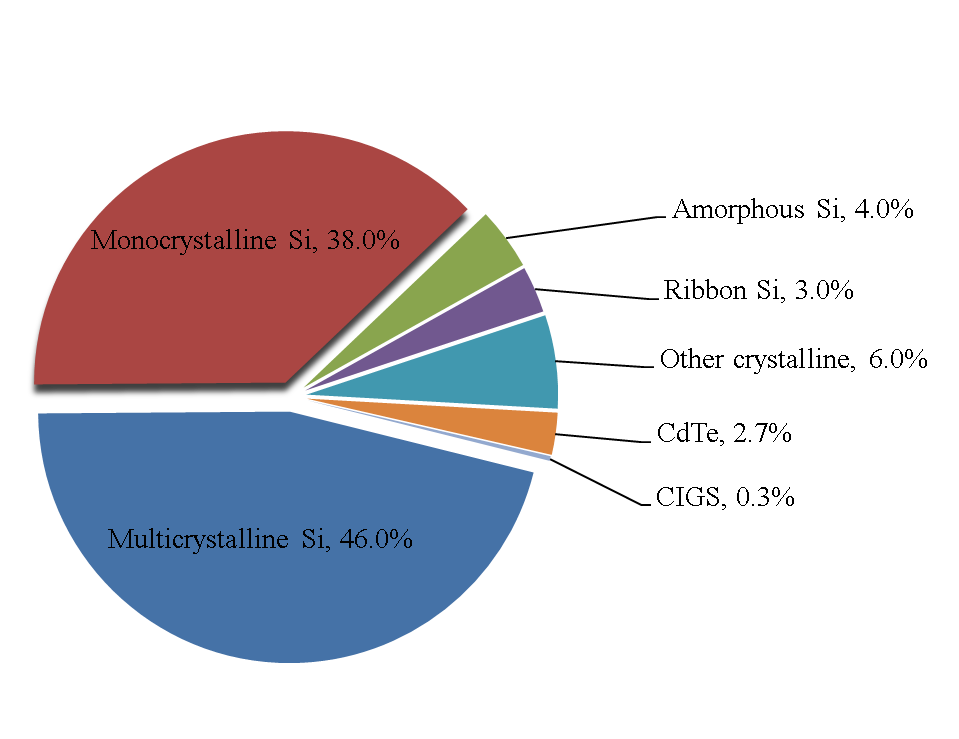 Amorphous Si, 4.0%
Monocrystalline Si, 38.0%
Ribbon Si, 3.0%
Other crystalline, 6.0%
CdTe, 2.7%
CIGS, 0.3%
Multicrystalline Si, 46.0%